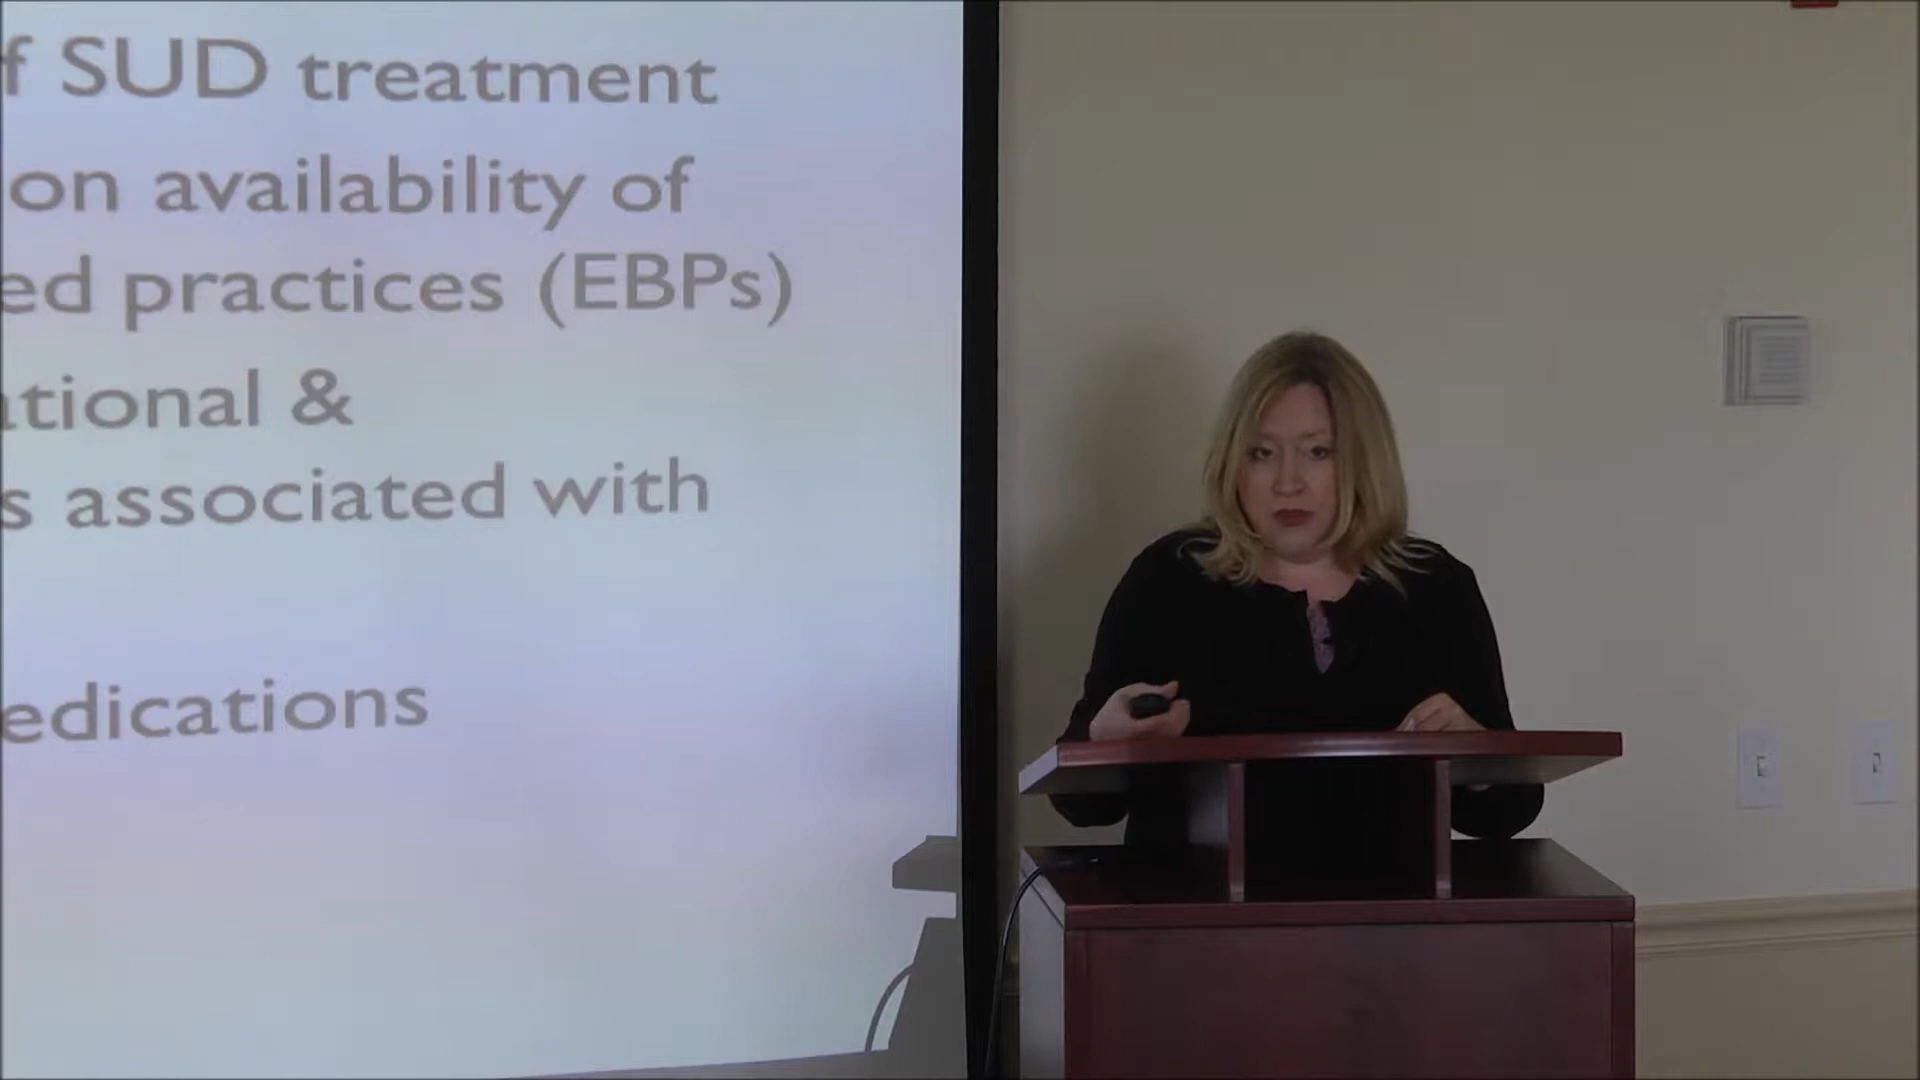 f SUD treatment
on availability of
ed practices (EBPs)
ational &
s associated with
edications